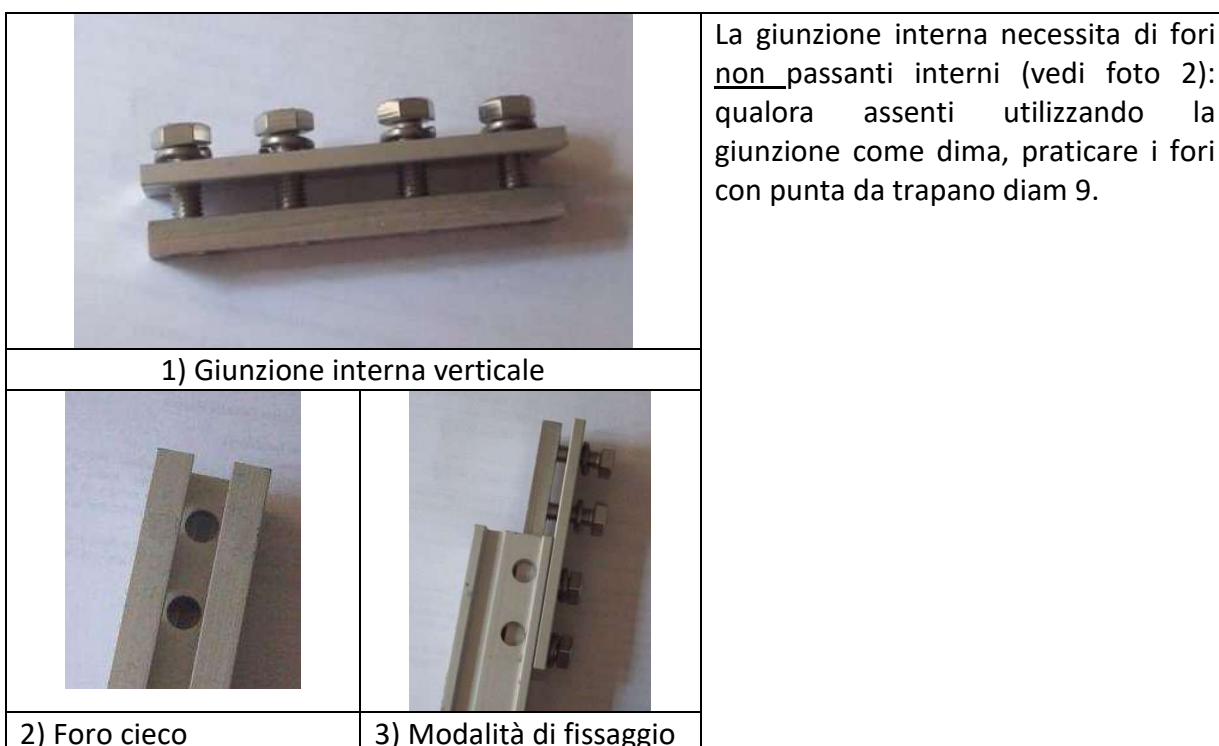 La giunzione interna necessita di fori
non passanti interni (vedi foto 2):
qualora assenti utilizzando la
giunzione come dima, praticare i fori
con punta da trapano diam 9.
1) Giunzione interna verticale
2) Foro cieco
3) Modalità di fissaggio